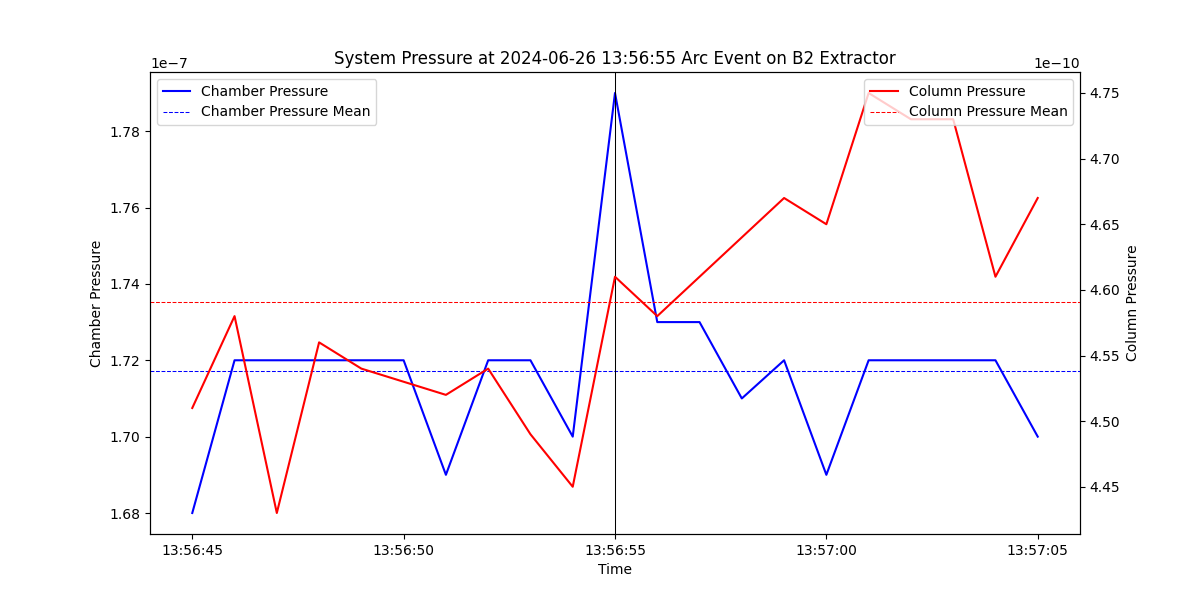 System Pressure at 2024-06-26 13:56:55 Arc Event on B2 Extractor
1e−7
1e−10
Chamber Pressure
Chamber Pressure Mean
Column Pressure
Column Pressure Mean
1.78
1.76
1.74
1.72
1.70
1.68
Chamber Pressure
4.75
4.70
4.65
4.60
4.55
4.50
4.45
Column Pressure
13:56:45
13:56:50
13:56:55
13:57:00
13:57:05
Time